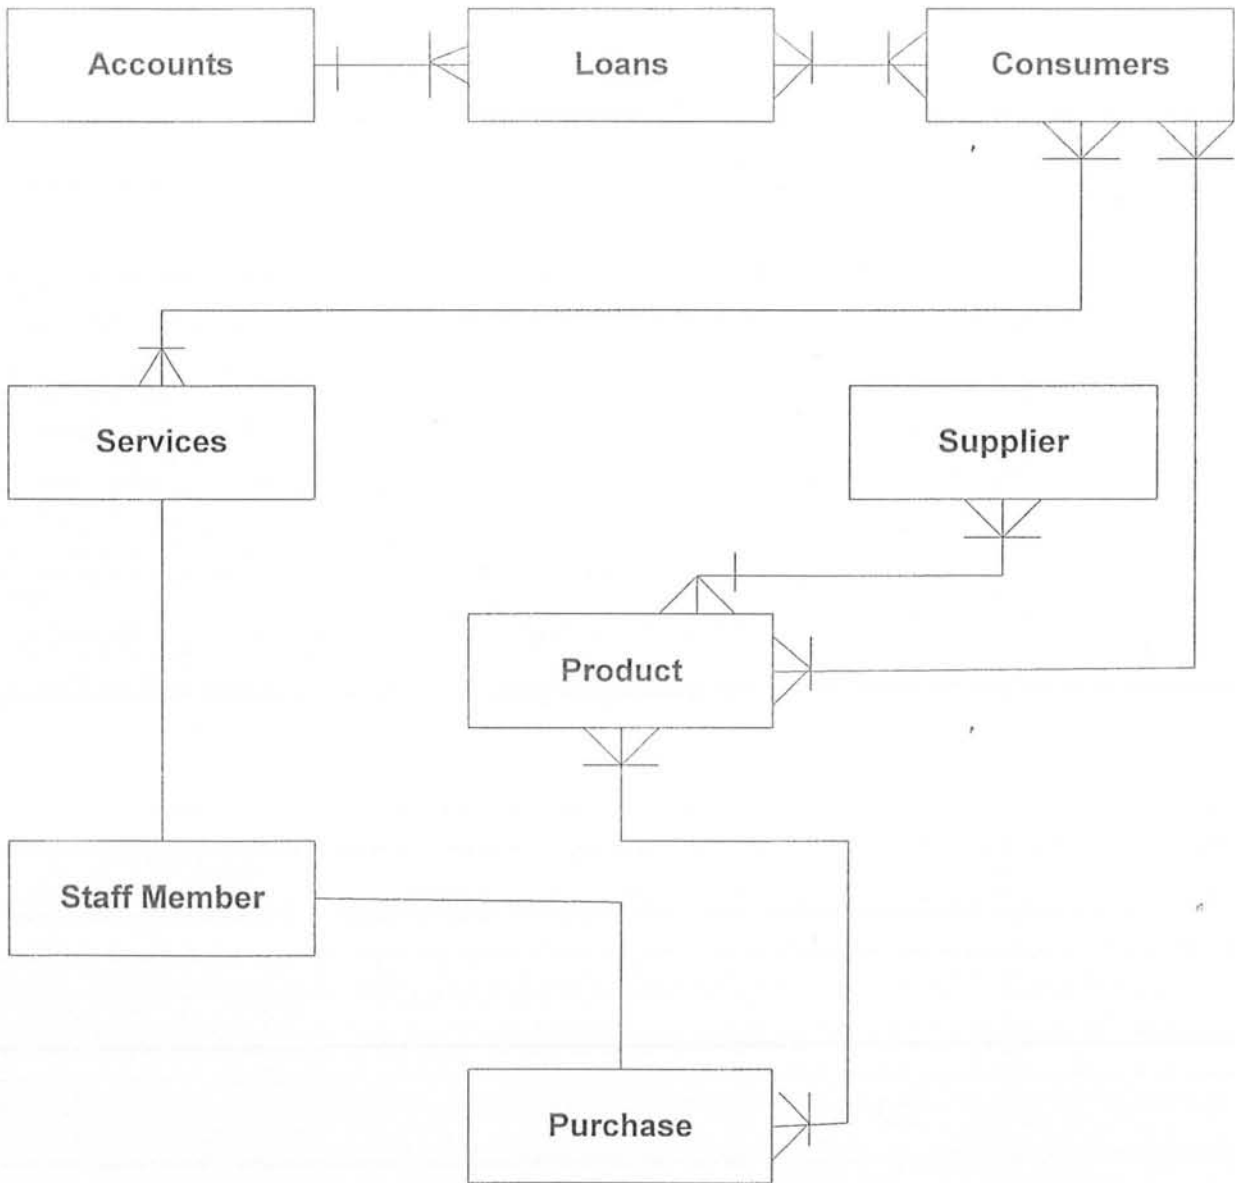 Accounts
Loans
Consumers
Services
Supplier
Product
Staff Member
Purchase